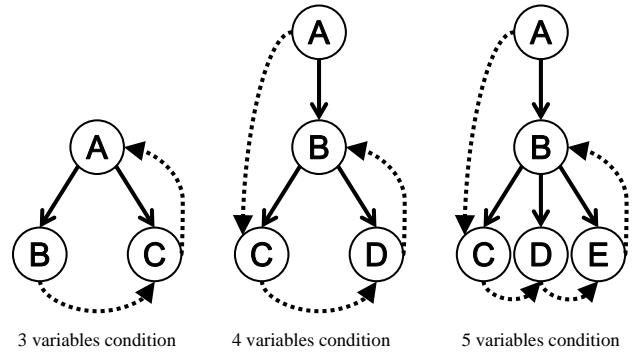 A
B
C
3 variables condition
A
B
C
D
4 variables condition
A
B
C
D
E
5 variables condition